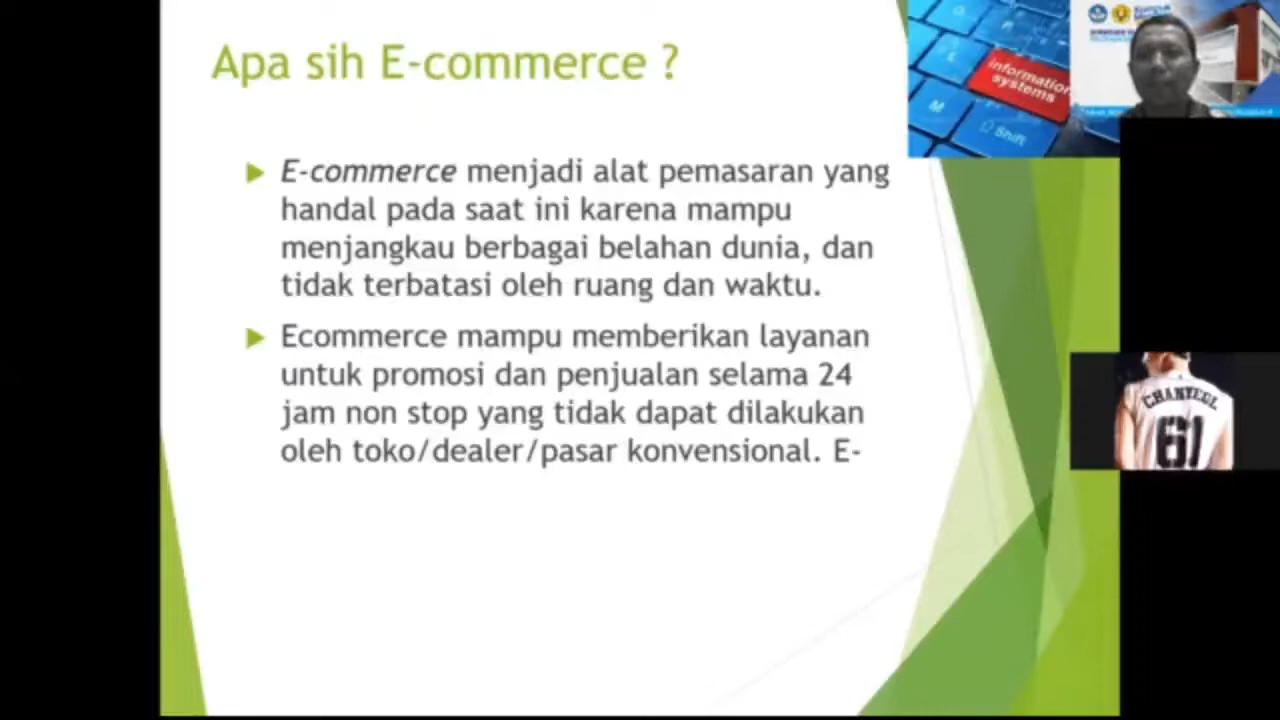 Apa sih E-commerce ?
E-commerce menjadi alat pemasaran yang
handal pada saat ini karena mampu
menjangkau berbagai belahan dunia, dan
tidak terbatasi oleh ruang dan waktu.
Ecommerce mampu memberikan layanan
untuk promosi dan penjualan selama 24
jam non stop yang tidak dapat dilakukan
oleh toko/dealer/pasar konvensional. E-
information
systems
M
Shift
CHANYEOL
61